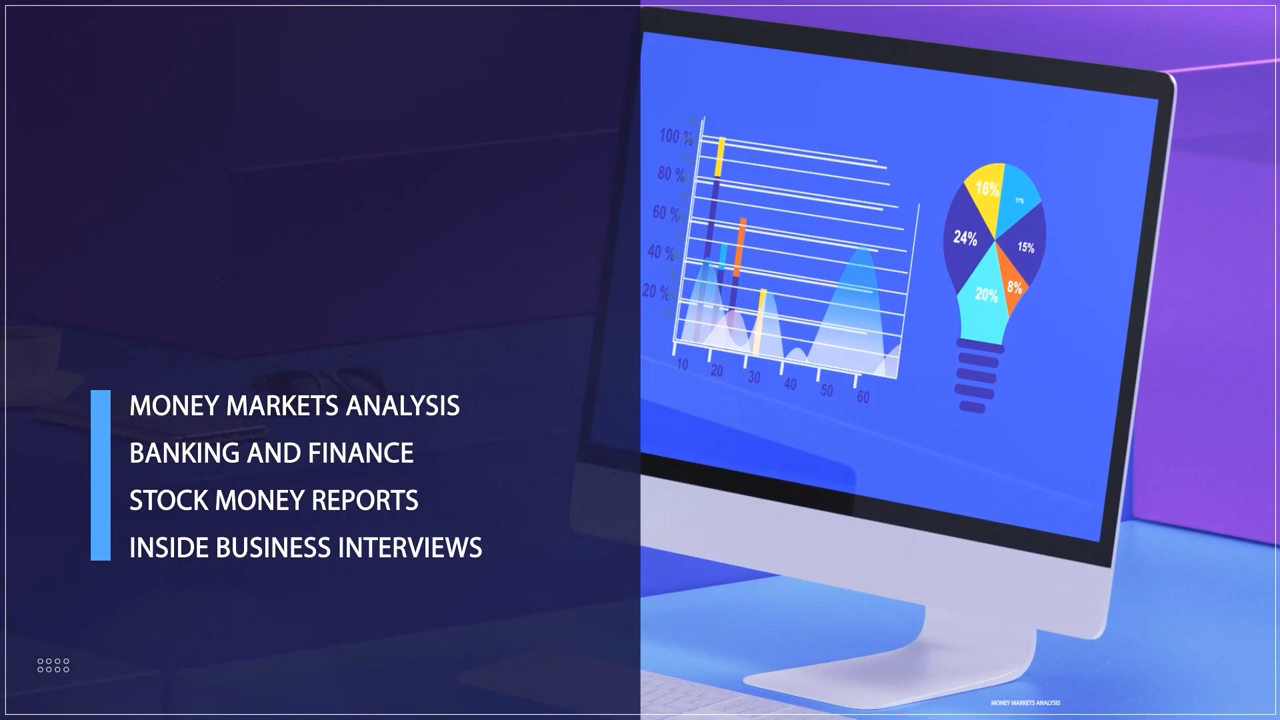 MONEY MARKETS ANALYSIS
BANKING AND FINANCE
STOCK MONEY REPORTS
INSIDE BUSINESS INTERVIEWS
100 %
80 %
60 %
40 %
20 %
10 20 30 40 50 60
16%
17%
24%
15%
20%
8%
MONEY MARKETS ANALYSIS